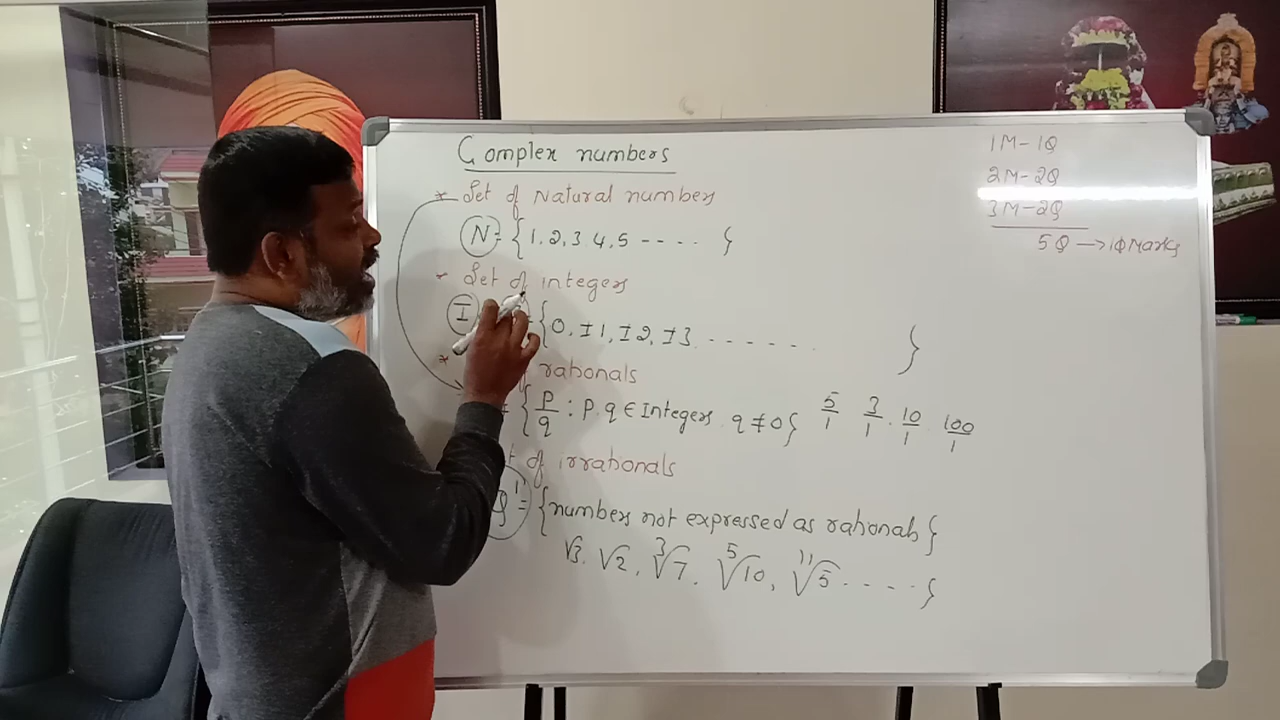 Complex numbers
* Set of Natural numbers
N = { 1, 2, 3 4, 5 ---- }
* Set of integers
I = { 0, ±1, ±2, ±3 ------ }
* of rationals
= { p/q : p, q ∈ Integers, q ≠ 0 } 5/1 3/1 . 10/1 100/1
of irrationals
Q' = { numbers not expressed as rationals }
√3, √2, ³√7, ⁵√10, ¹¹√5 ---- }
1M-1Q
2M-2Q
3M-2Q
5Q → Marks